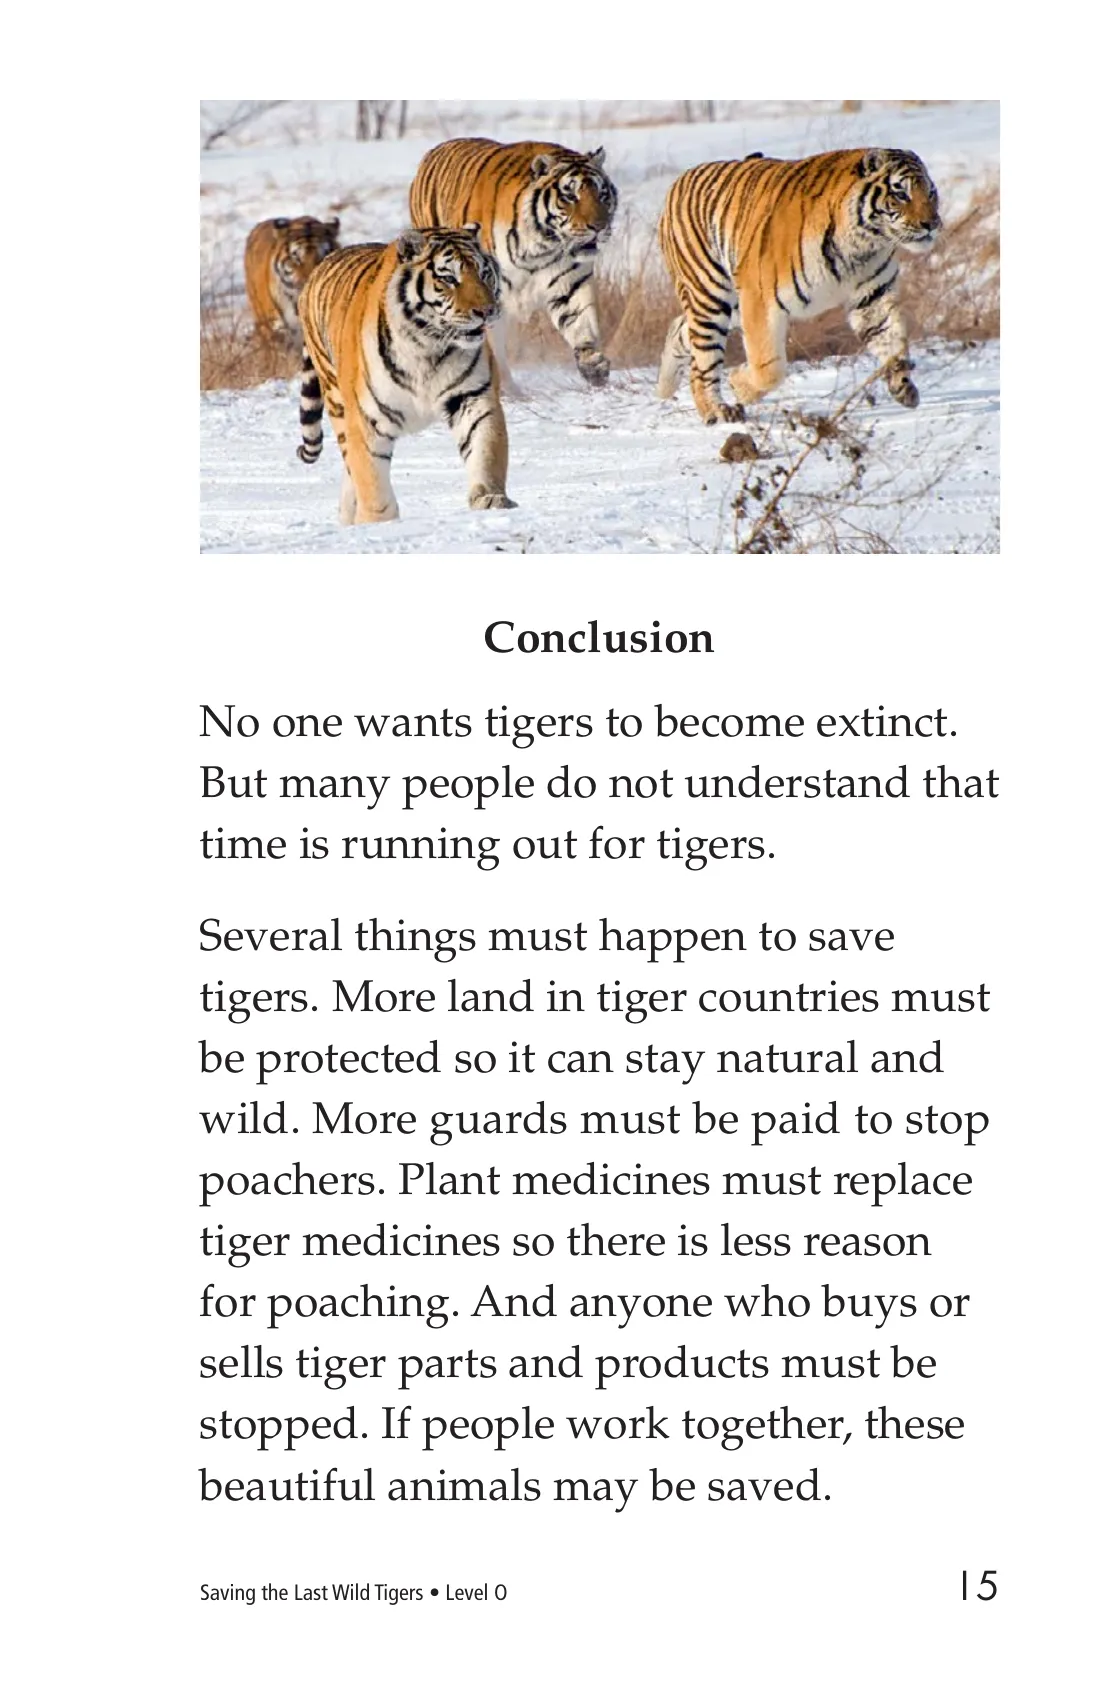 Conclusion
No one wants tigers to become extinct.
But many people do not understand that
time is running out for tigers.
Several things must happen to save
tigers. More land in tiger countries must
be protected so it can stay natural and
wild. More guards must be paid to stop
poachers. Plant medicines must replace
tiger medicines so there is less reason
for poaching. And anyone who buys or
sells tiger parts and products must be
stopped. If people work together, these
beautiful animals may be saved.
Saving the Last Wild Tigers • Level O
15